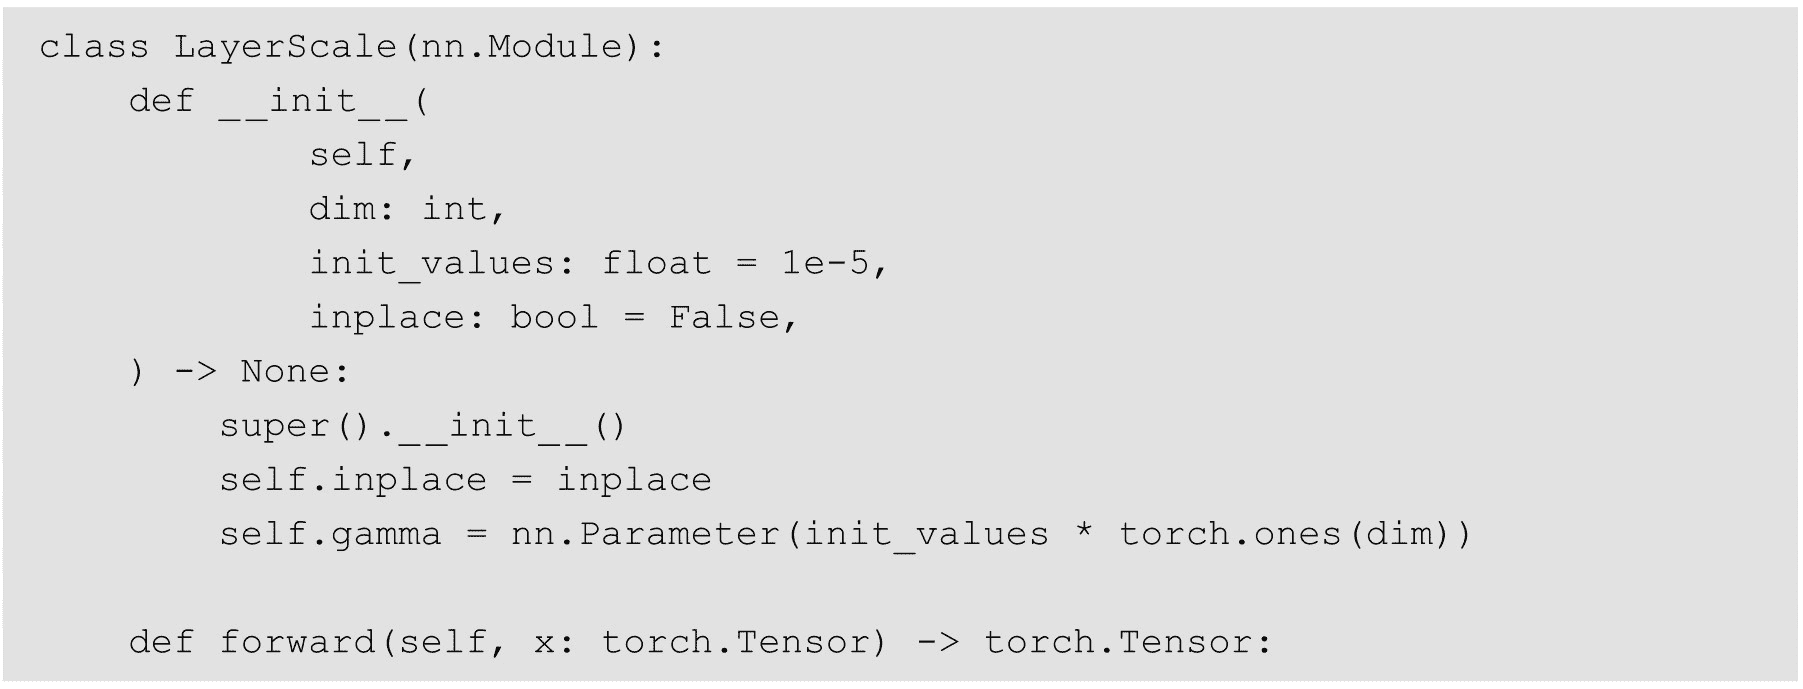 class LayerScale(nn.Module):
    def __init__(
            self,
            dim: int,
            init_values: float = 1e-5,
            inplace: bool = False,
    ) -> None:
        super().__init__()
        self.inplace = inplace
        self.gamma = nn.Parameter(init_values * torch.ones(dim))
    def forward(self, x: torch.Tensor) -> torch.Tensor: